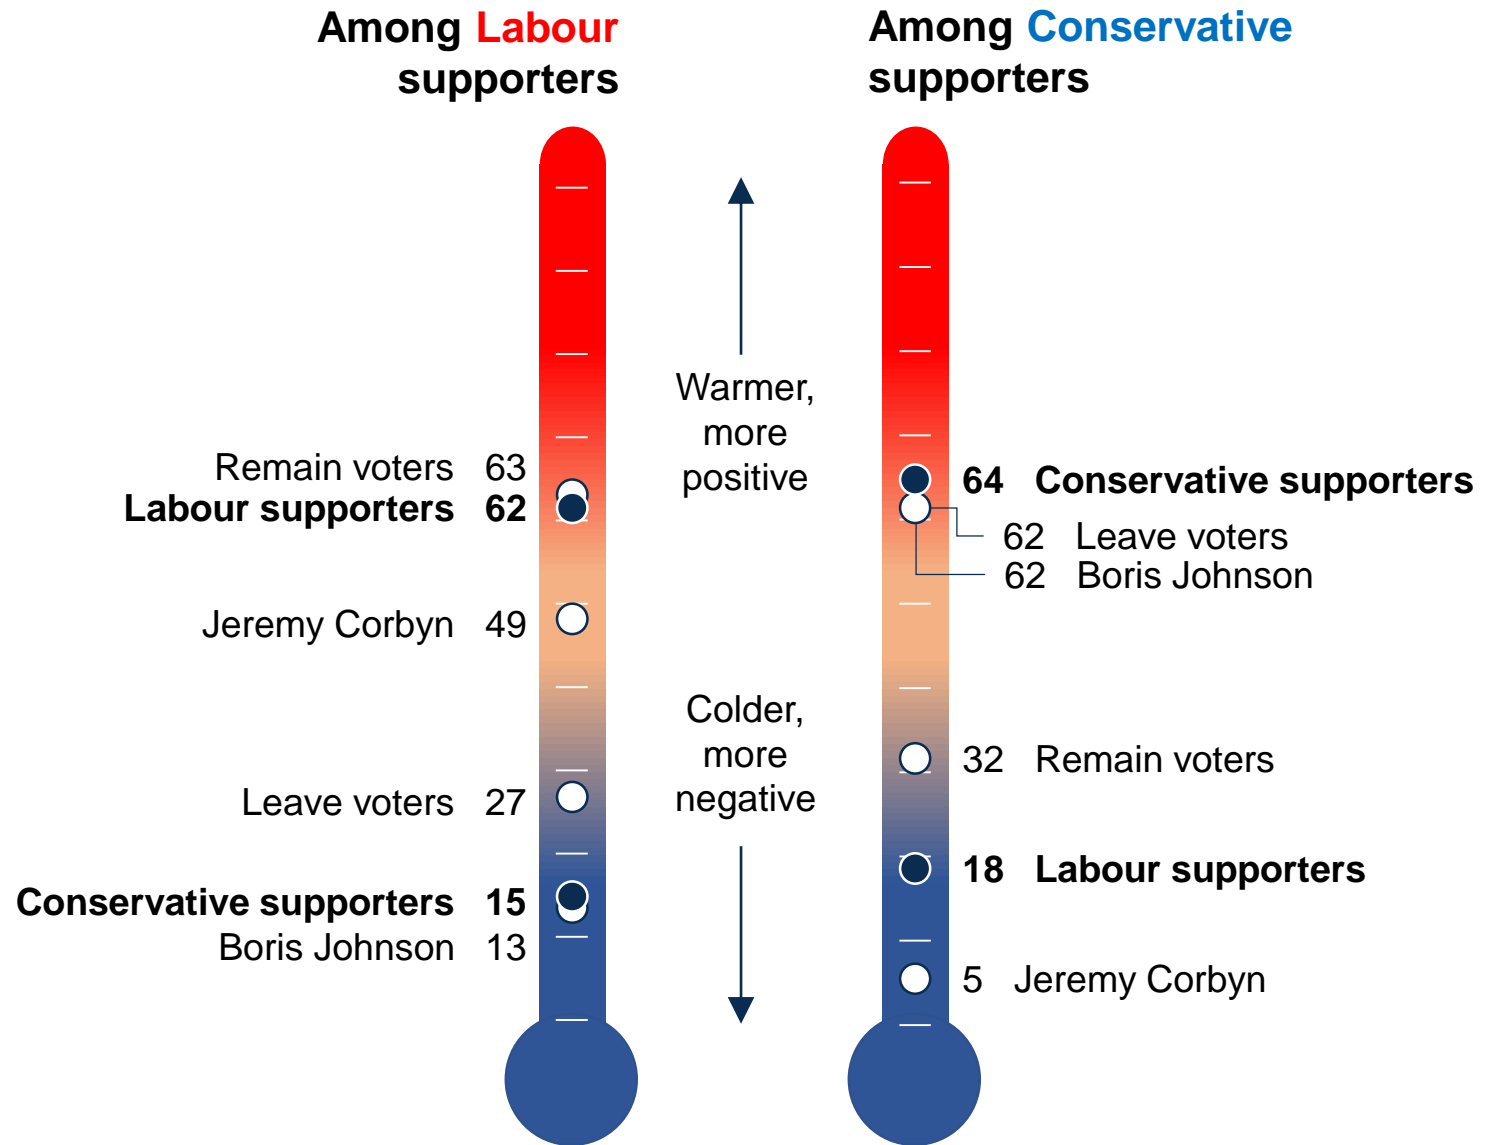 Among Labour
supporters
Among Conservative
supporters
Warmer,
more
positive
Colder,
more
negative
Remain voters 63
Labour supporters 62
Jeremy Corbyn 49
Leave voters 27
Conservative supporters 15
Boris Johnson 13
64 Conservative supporters
62 Leave voters
62 Boris Johnson
32 Remain voters
18 Labour supporters
5 Jeremy Corbyn